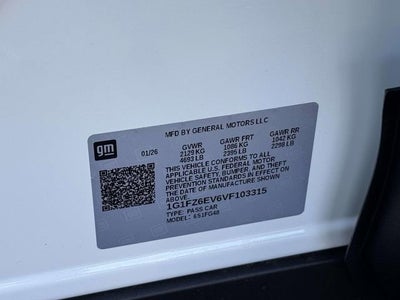 MFD BY GENERAL MOTORS LLC
gm 01/26 GVWR GAWR FRT GAWR RR
2129 KG 1086 KG 1042 KG
4693 LB 2395 LB 2298 LB
THIS VEHICLE CONFORMS TO ALL
APPLICABLE U.S. FEDERAL MOTOR
VEHICLE SAFETY, BUMPER, AND THEFT
PREVENTION STANDARDS IN EFFECT ON
THE DATE OF MANUFACTURE SHOWN
ABOVE.
1G1FZ6EV6VF103315
TYPE: PASS CAR
MODEL: 6S1FG48